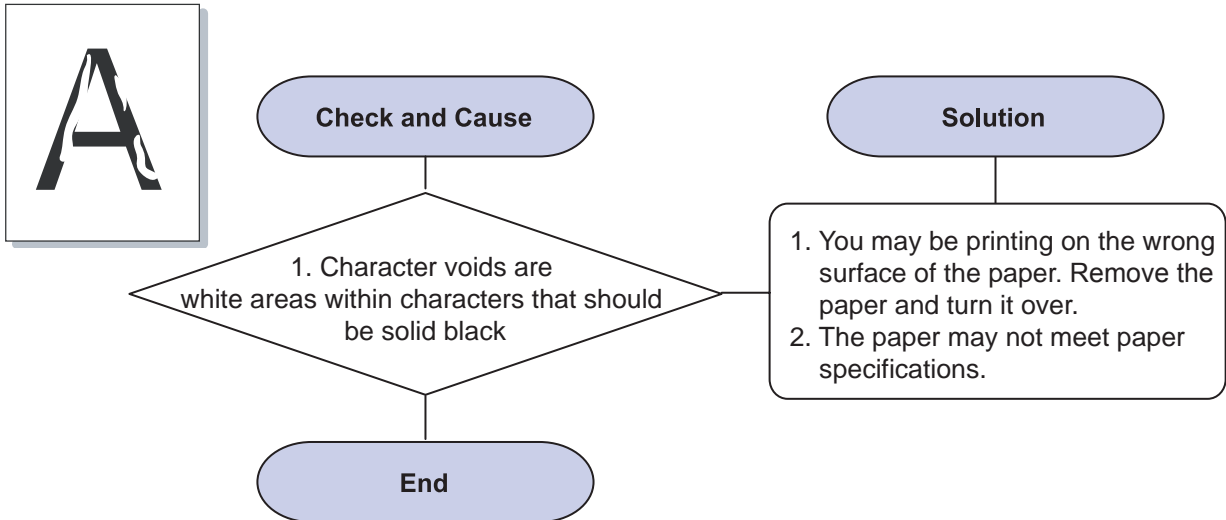 A
Check and Cause
Solution
1. Character voids are
white areas within characters that should
be solid black
1. You may be printing on the wrong
surface of the paper. Remove the
paper and turn it over.
2. The paper may not meet paper
specifications.
End